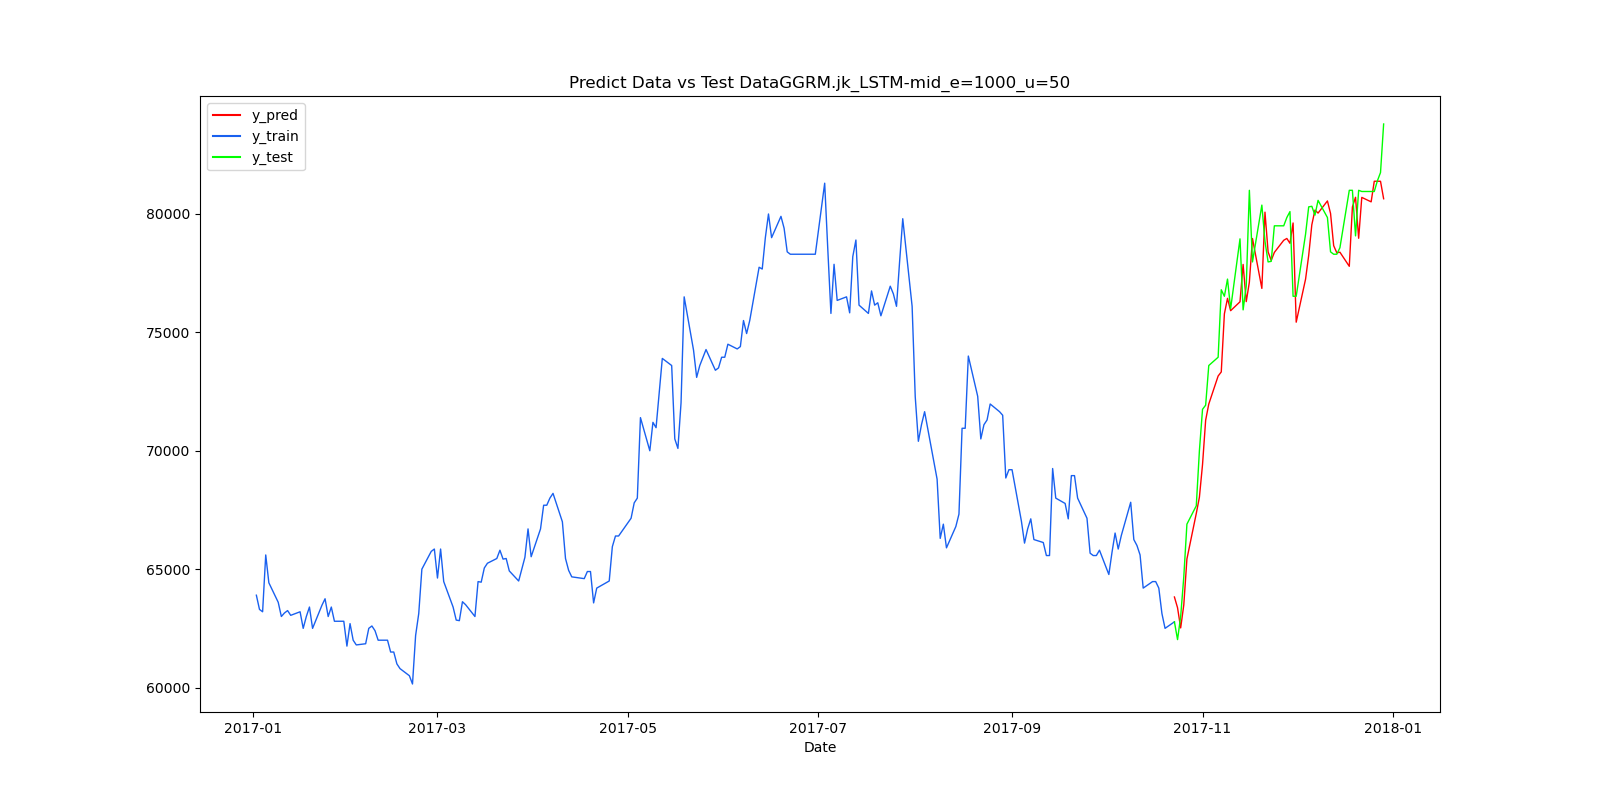 Predict Data vs Test DataGGRM.jk_LSTM-mid_e=1000_u=50
y_pred
y_train
y_test
80000
75000
70000
65000
60000
2017-01 2017-03 2017-05 2017-07 2017-09 2017-11 2018-01
Date